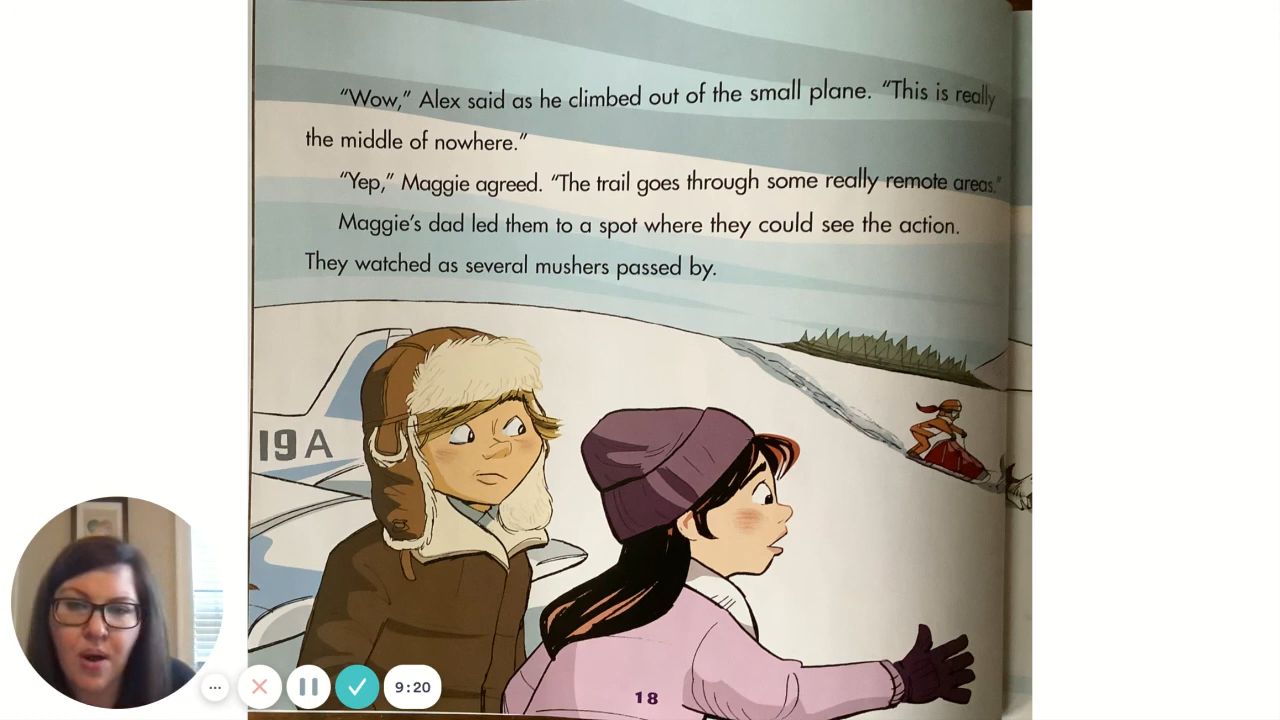 “Wow,” Alex said as he climbed out of the small plane. “This is really
the middle of nowhere.”
“Yep,” Maggie agreed. “The trail goes through some really remote areas.”
Maggie’s dad led them to a spot where they could see the action.
They watched as several mushers passed by.
19A
18
9:20